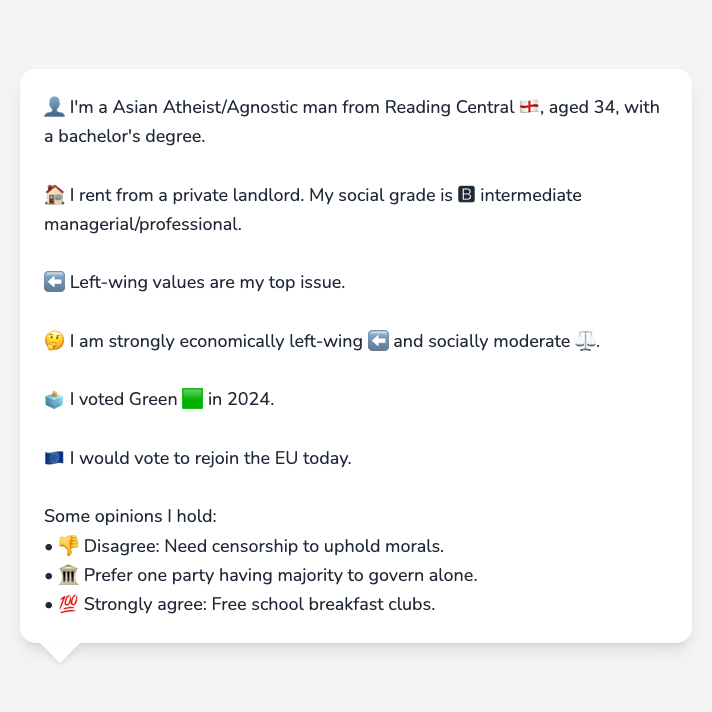 👤 I'm a Asian Atheist/Agnostic man from Reading Central 🏴󠁧󠁢󠁥󠁮󠁧󠁿, aged 34, with
a bachelor's degree.
🏠 I rent from a private landlord. My social grade is 🅱 intermediate
managerial/professional.
⬅️ Left-wing values are my top issue.
🤔 I am strongly economically left-wing ⬅️ and socially moderate ⚖️.
🗳️ I voted Green 🟩 in 2024.
🇪🇺 I would vote to rejoin the EU today.
Some opinions I hold:
• 👎 Disagree: Need censorship to uphold morals.
• 🏛️ Prefer one party having majority to govern alone.
• 💯 Strongly agree: Free school breakfast clubs.